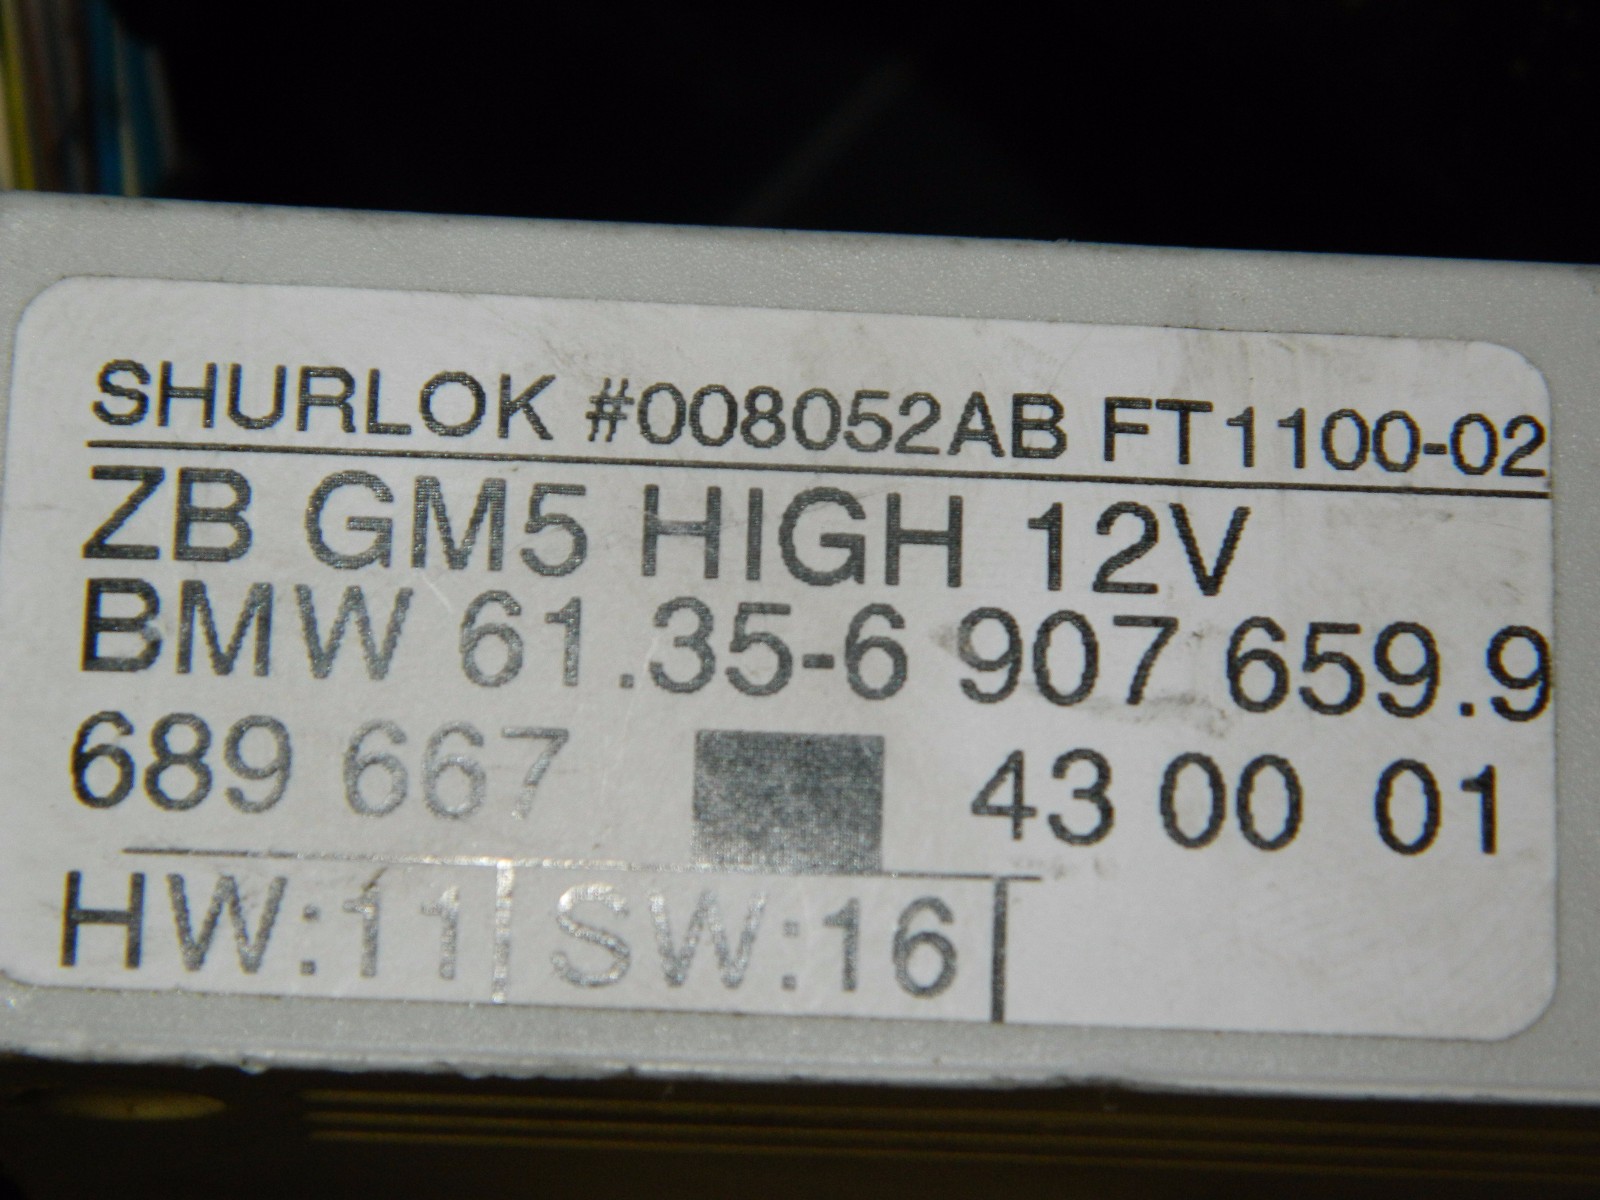 SHURLOK #008052AB FT1100-02
ZB GM5 HIGH 12V
BMW 61.35-6 907 659.9
689 667 43 00 01
HW:11 SW:16